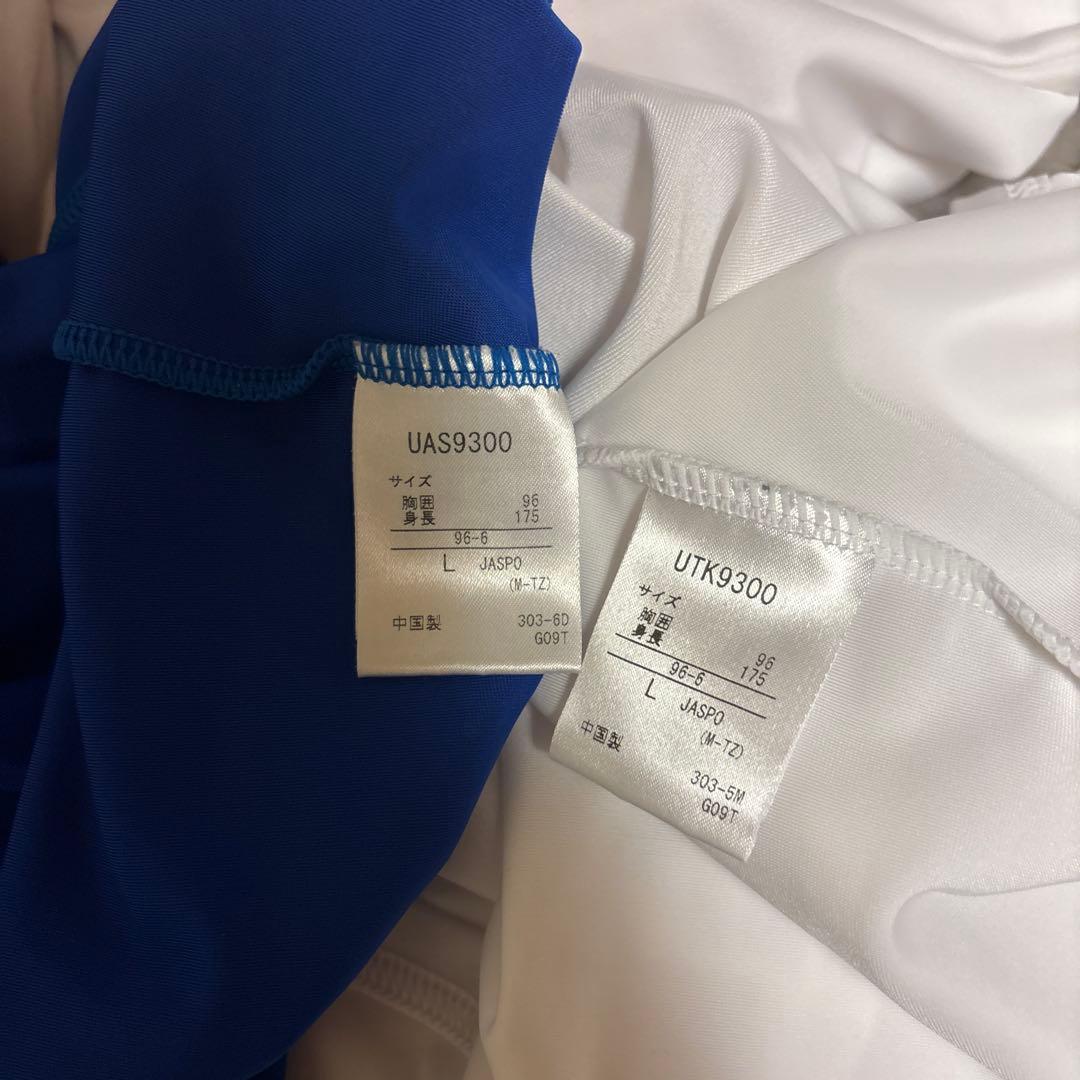 UAS9300
サイズ
胸囲 96
身長 175
96-6
L JASPO
(M-TZ)
中国製 303-6D
G09T
UTK9300
サイズ
胸囲 96
身長 175
96-6
L JASPO
(M-TZ)
中国製 303-5M
G09T